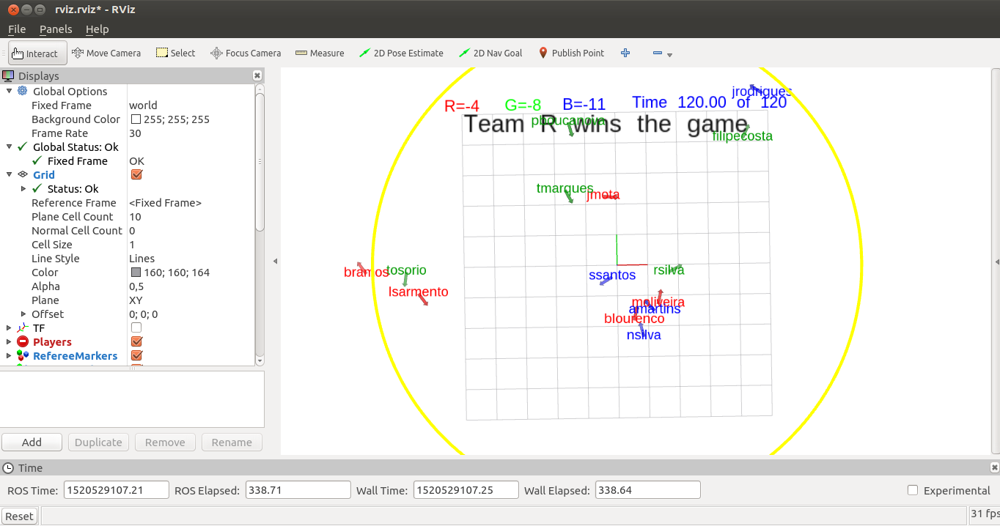 rviz.rviz* - RViz
File Panels Help
Interact Move Camera Select Focus Camera Measure 2D Pose Estimate 2D Nav Goal Publish Point
Displays
Global Options
Fixed Frame world
Background Color 255; 255; 255
Frame Rate 30
Global Status: Ok
Fixed Frame OK
Grid
Status: Ok
Reference Frame <Fixed Frame>
Plane Cell Count 10
Normal Cell Count 0
Cell Size 1
Line Style Lines
Color 160; 160; 164
Alpha 0,5
Plane XY
Offset 0; 0; 0
TF
Players
RefereeMarkers
Add Duplicate Remove Rename
jrodrigues
R=-4 G=-8 B=-11 Time 120.00 of 120
Team R wins the game
pboucanova
filipecosta
tmarques
jmota
bramos
tosorio
lsarmento
ssantos
rsilva
moliveira
amartins
blourenco
nsilva
Time
ROS Time: 1520529107.21 ROS Elapsed: 338.71 Wall Time: 1520529107.25 Wall Elapsed: 338.64 Experimental
Reset
31 fps